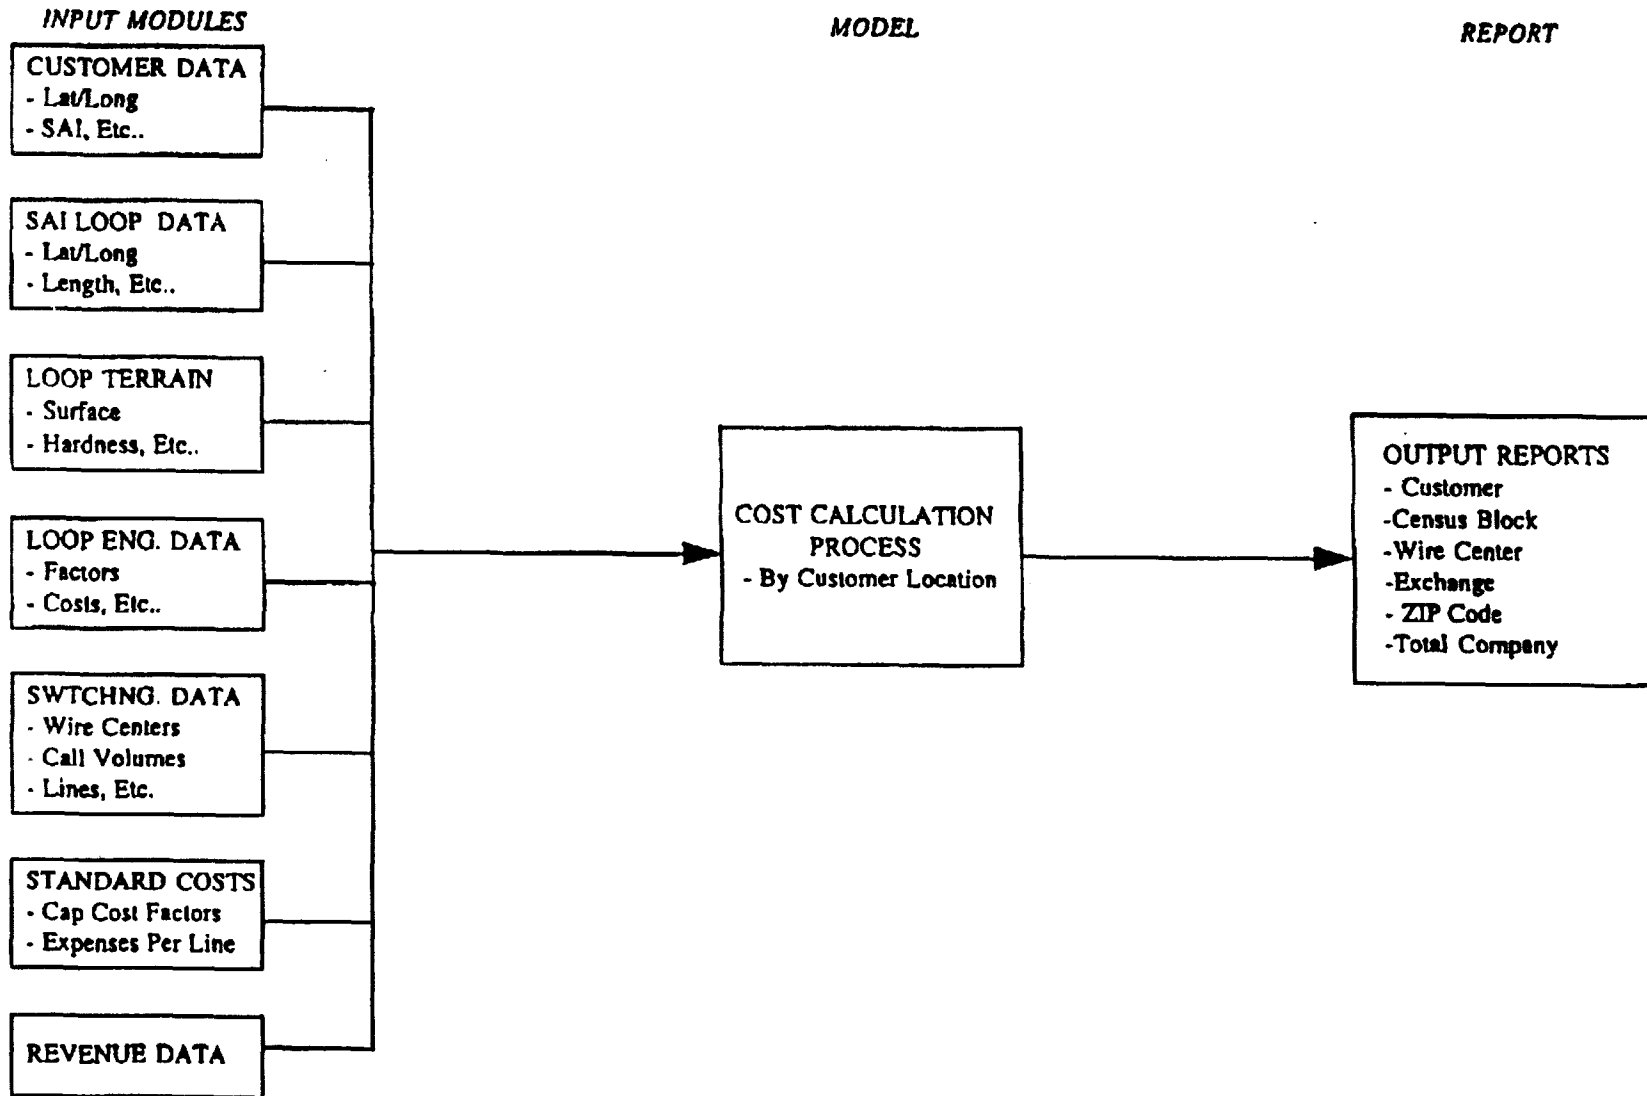 INPUT MODULES
MODEL
REPORT
CUSTOMER DATA
- Lat/Long
- SAI, Etc..
SAI LOOP DATA
- Lat/Long
- Length, Etc..
LOOP TERRAIN
- Surface
- Hardness, Etc..
LOOP ENG. DATA
- Factors
- Costs, Etc..
SWTCHNG. DATA
- Wire Centers
- Call Volumes
- Lines, Etc.
STANDARD COSTS
- Cap Cost Factors
- Expenses Per Line
REVENUE DATA
COST CALCULATION
PROCESS
- By Customer Location
OUTPUT REPORTS
- Customer
-Census Block
-Wire Center
-Exchange
- ZIP Code
-Total Company